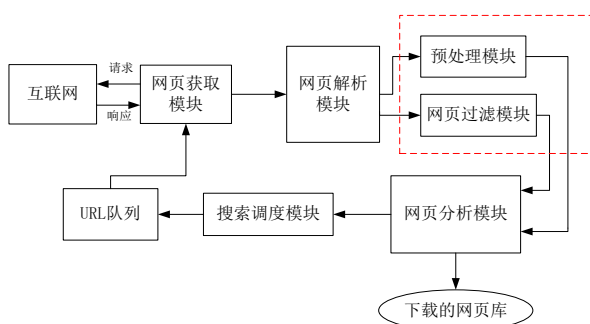 请求
互联网
响应
网页获取
模块
网页解析
模块
预处理模块
网页过滤模块
URL队列
搜索调度模块
网页分析模块
下载的网页库